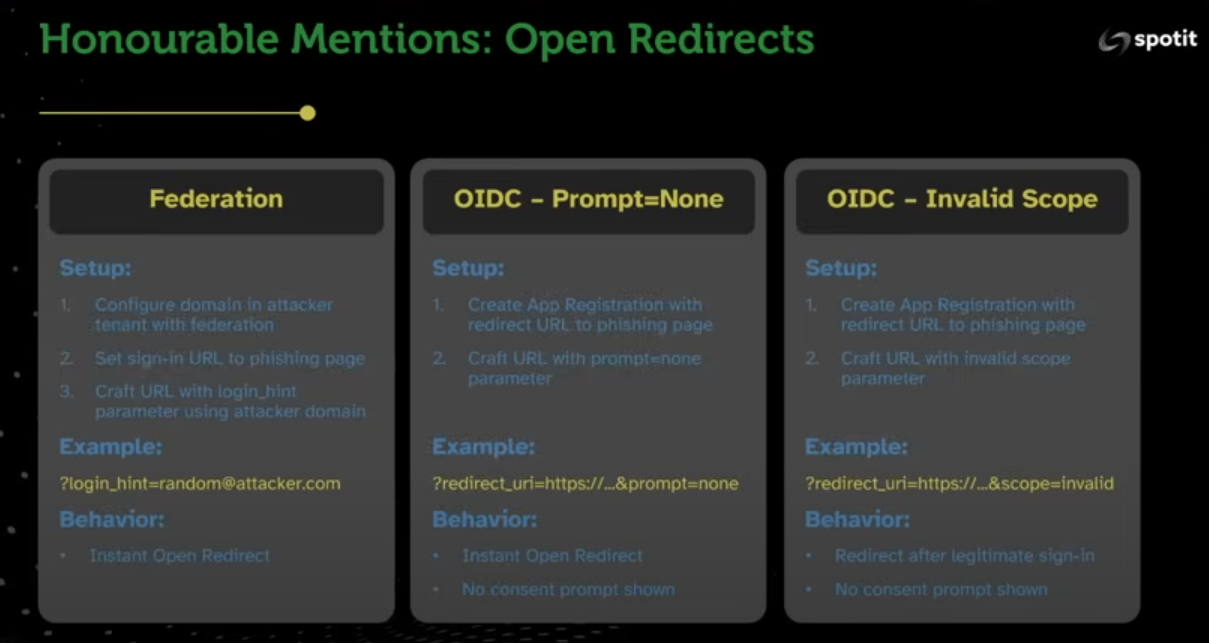 Honourable Mentions: Open Redirects
spotit
Federation
Setup:
1. Configure domain in attacker
tenant with federation
2. Set sign-in URL to phishing page
3. Craft URL with login_hint
parameter using attacker domain
Example:
?login_hint=random@attacker.com
Behavior:
• Instant Open Redirect
OIDC – Prompt=None
Setup:
1. Create App Registration with
redirect URL to phishing page
2. Craft URL with prompt=none
parameter
Example:
?redirect_uri=https://...&prompt=none
Behavior:
• Instant Open Redirect
• No consent prompt shown
OIDC – Invalid Scope
Setup:
1. Create App Registration with
redirect URL to phishing page
2. Craft URL with invalid scope
parameter
Example:
?redirect_uri=https://...&scope=invalid
Behavior:
• Redirect after legitimate sign-in
• No consent prompt shown